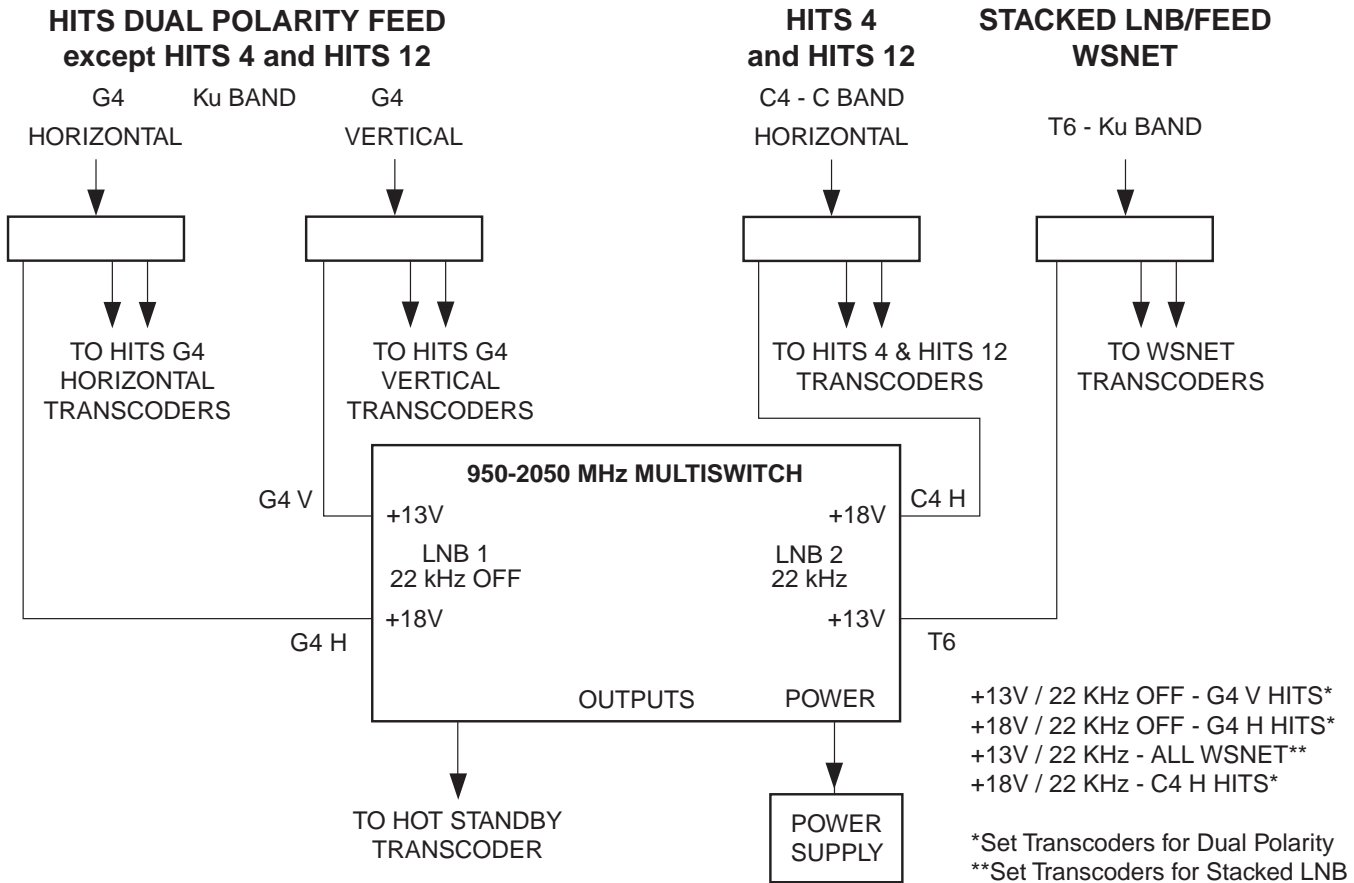 HITS DUAL POLARITY FEED
except HITS 4 and HITS 12
G4 Ku BAND G4
HORIZONTAL VERTICAL
HITS 4
and HITS 12
C4 - C BAND
HORIZONTAL
STACKED LNB/FEED
WSNET
T6 - Ku BAND
TO HITS G4
HORIZONTAL
TRANSCODERS
TO HITS G4
VERTICAL
TRANSCODERS
TO HITS 4 & HITS 12
TRANSCODERS
TO WSNET
TRANSCODERS
950-2050 MHz MULTISWITCH
G4 V
+13V
LNB 1
22 kHz OFF
+18V
G4 H
C4 H
+18V
LNB 2
22 kHz
+13V
T6
OUTPUTS POWER
TO HOT STANDBY
TRANSCODER
POWER
SUPPLY
+13V / 22 KHz OFF - G4 V HITS*
+18V / 22 KHz OFF - G4 H HITS*
+13V / 22 KHz - ALL WSNET**
+18V / 22 KHz - C4 H HITS*
*Set Transcoders for Dual Polarity
**Set Transcoders for Stacked LNB